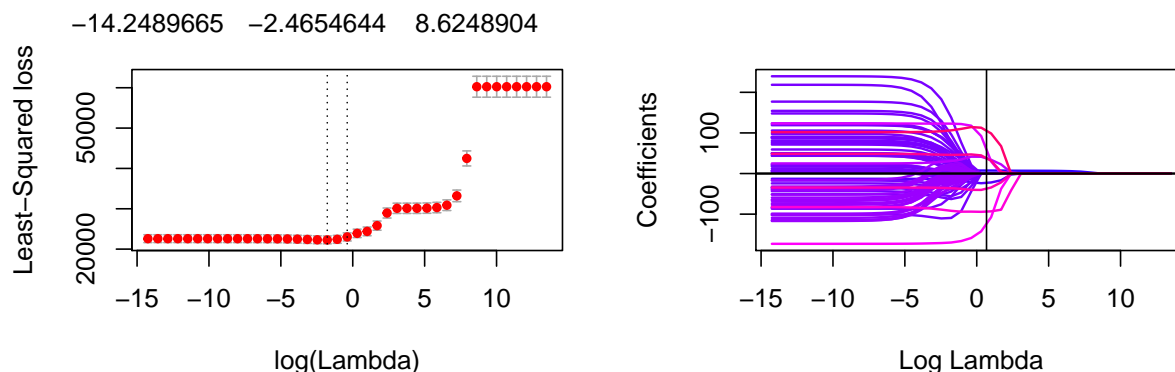 −14.2489665 −2.4654644 8.6248904
Least−Squared loss
20000 50000
−15 −10 −5 0 5 10
log(Lambda)
Coefficients
−100 100
−15 −10 −5 0 5 10
Log Lambda